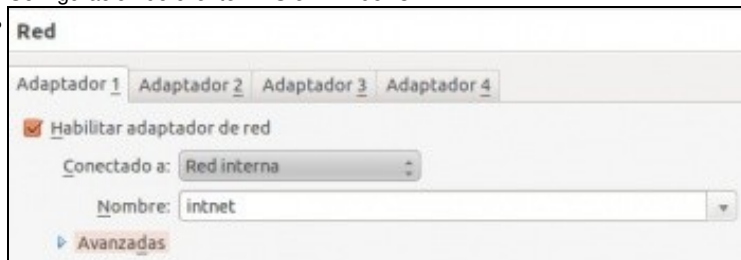 Red
Adaptador 1 Adaptador 2 Adaptador 3 Adaptador 4
Habilitar adaptador de red
Conectado a: Red interna
Nombre: intnet
Avanzadas